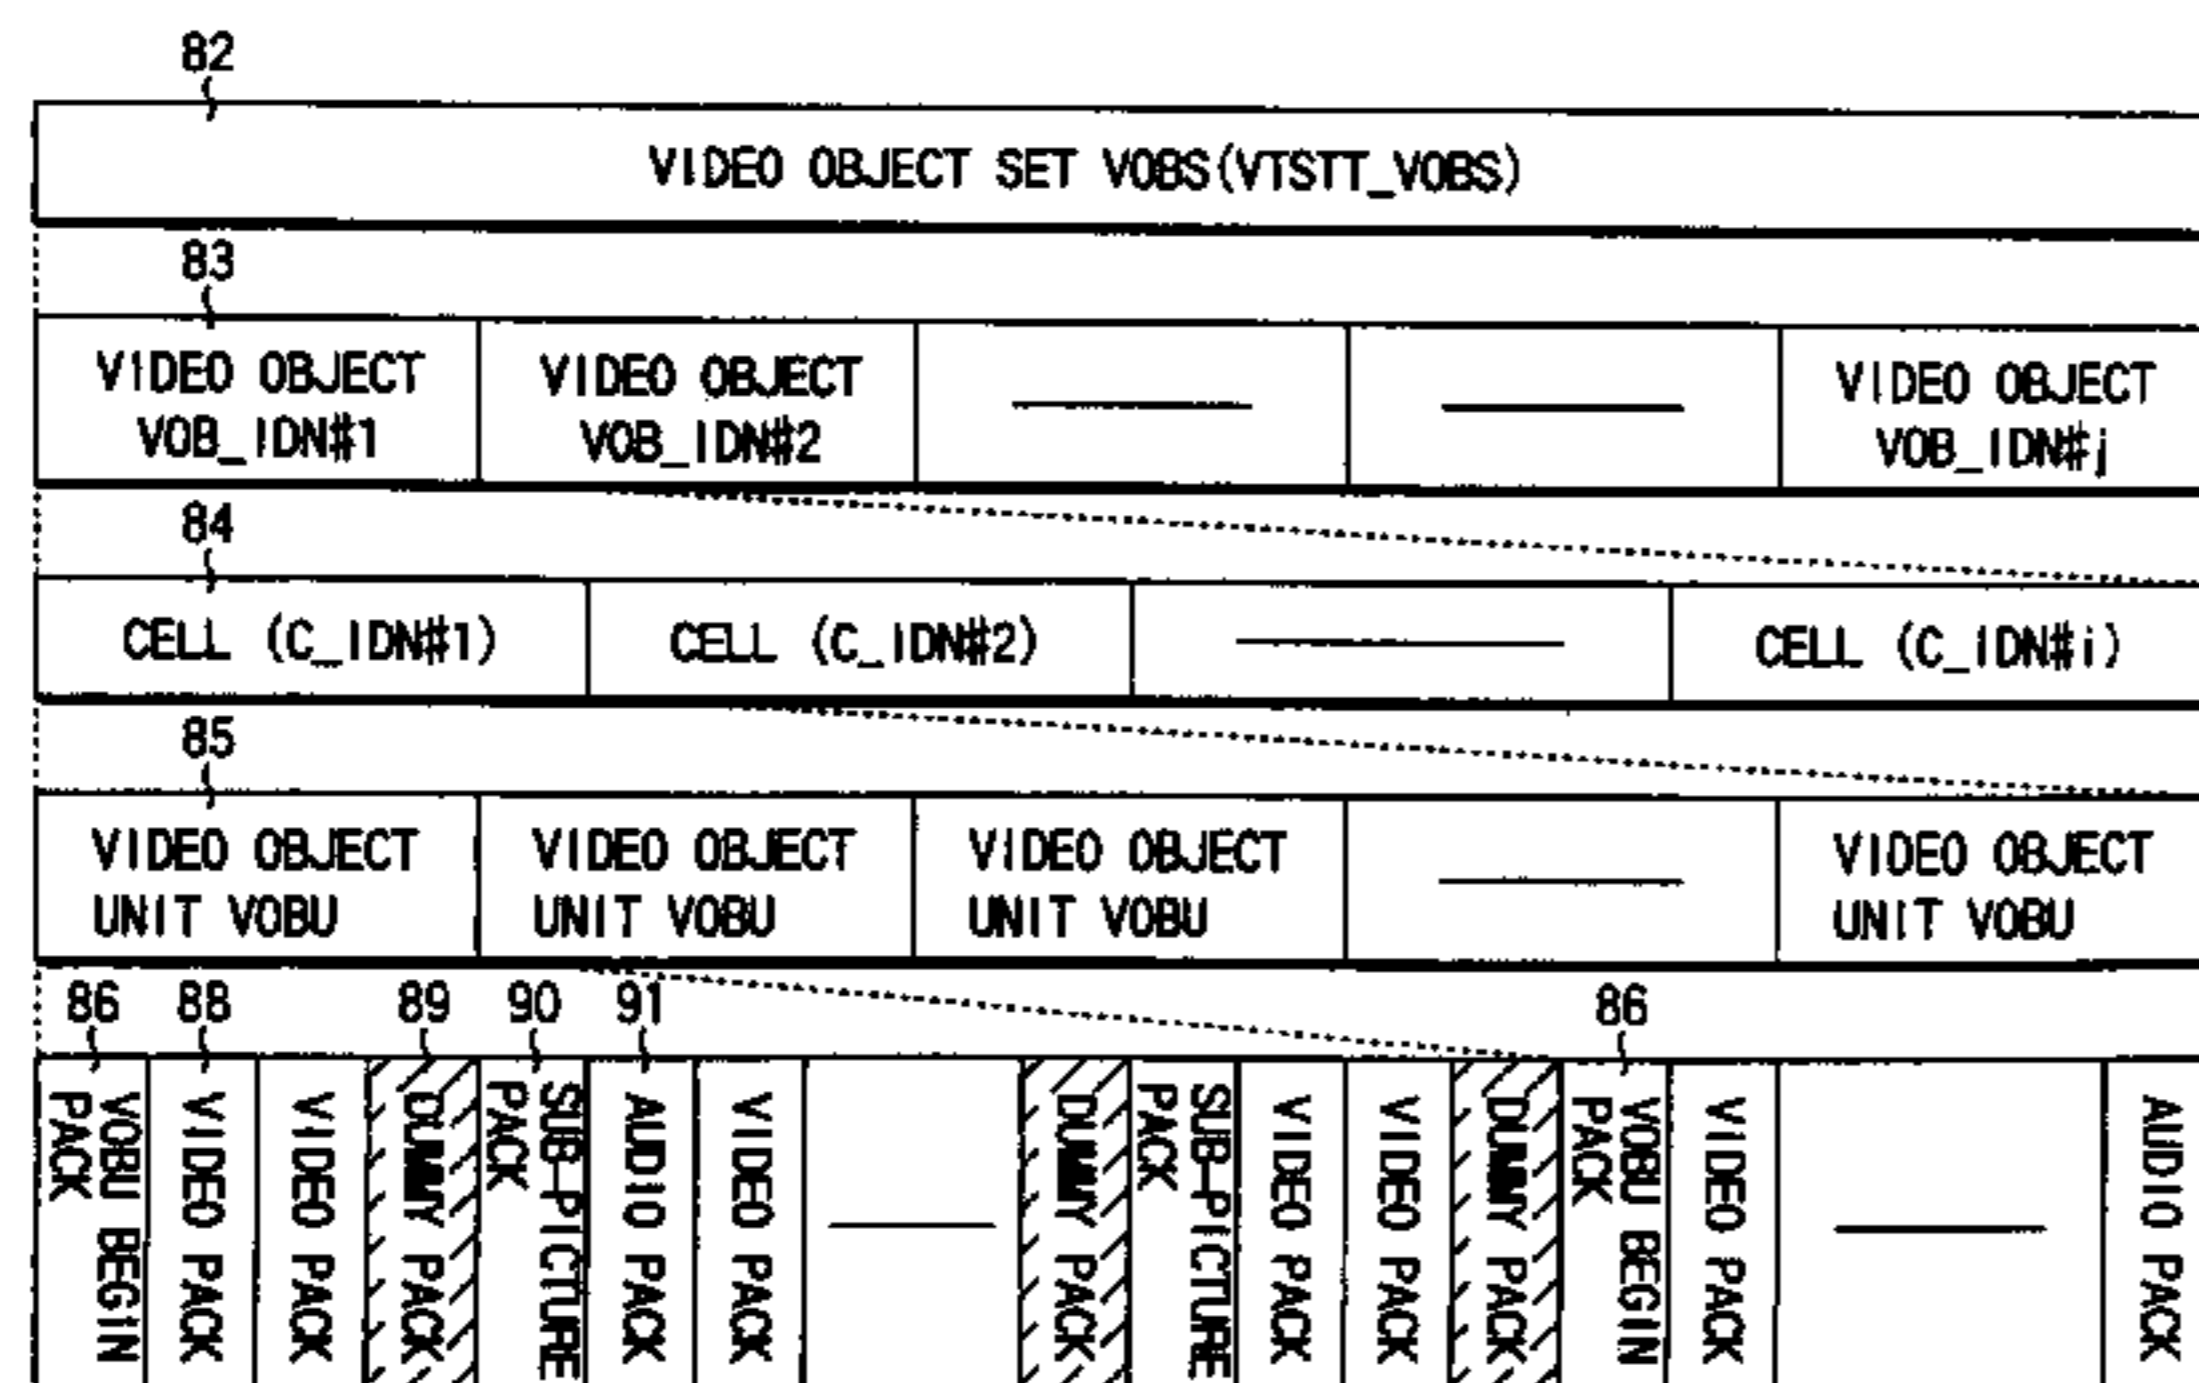 82
VIDEO OBJECT SET VOBS(VTSTT_VOBS)
83
VIDEO OBJECT
VOB_IDN#1
VIDEO OBJECT
VOB_IDN#2
VIDEO OBJECT
VOB_IDN#j
84
CELL (C_IDN#1)
CELL (C_IDN#2)
CELL (C_IDN#i)
85
VIDEO OBJECT
UNIT VOBU
VIDEO OBJECT
UNIT VOBU
VIDEO OBJECT
UNIT VOBU
VIDEO OBJECT
UNIT VOBU
86
88
89
90
91
86
VOBU BEGIN
PACK
VIDEO PACK
VIDEO PACK
DUMMY PACK
SUB-PICTURE
PACK
AUDIO PACK
VIDEO PACK
DUMMY PACK
SUB-PICTURE
PACK
VIDEO PACK
VIDEO PACK
DUMMY PACK
VOBU BEGIN
PACK
VIDEO PACK
AUDIO PACK